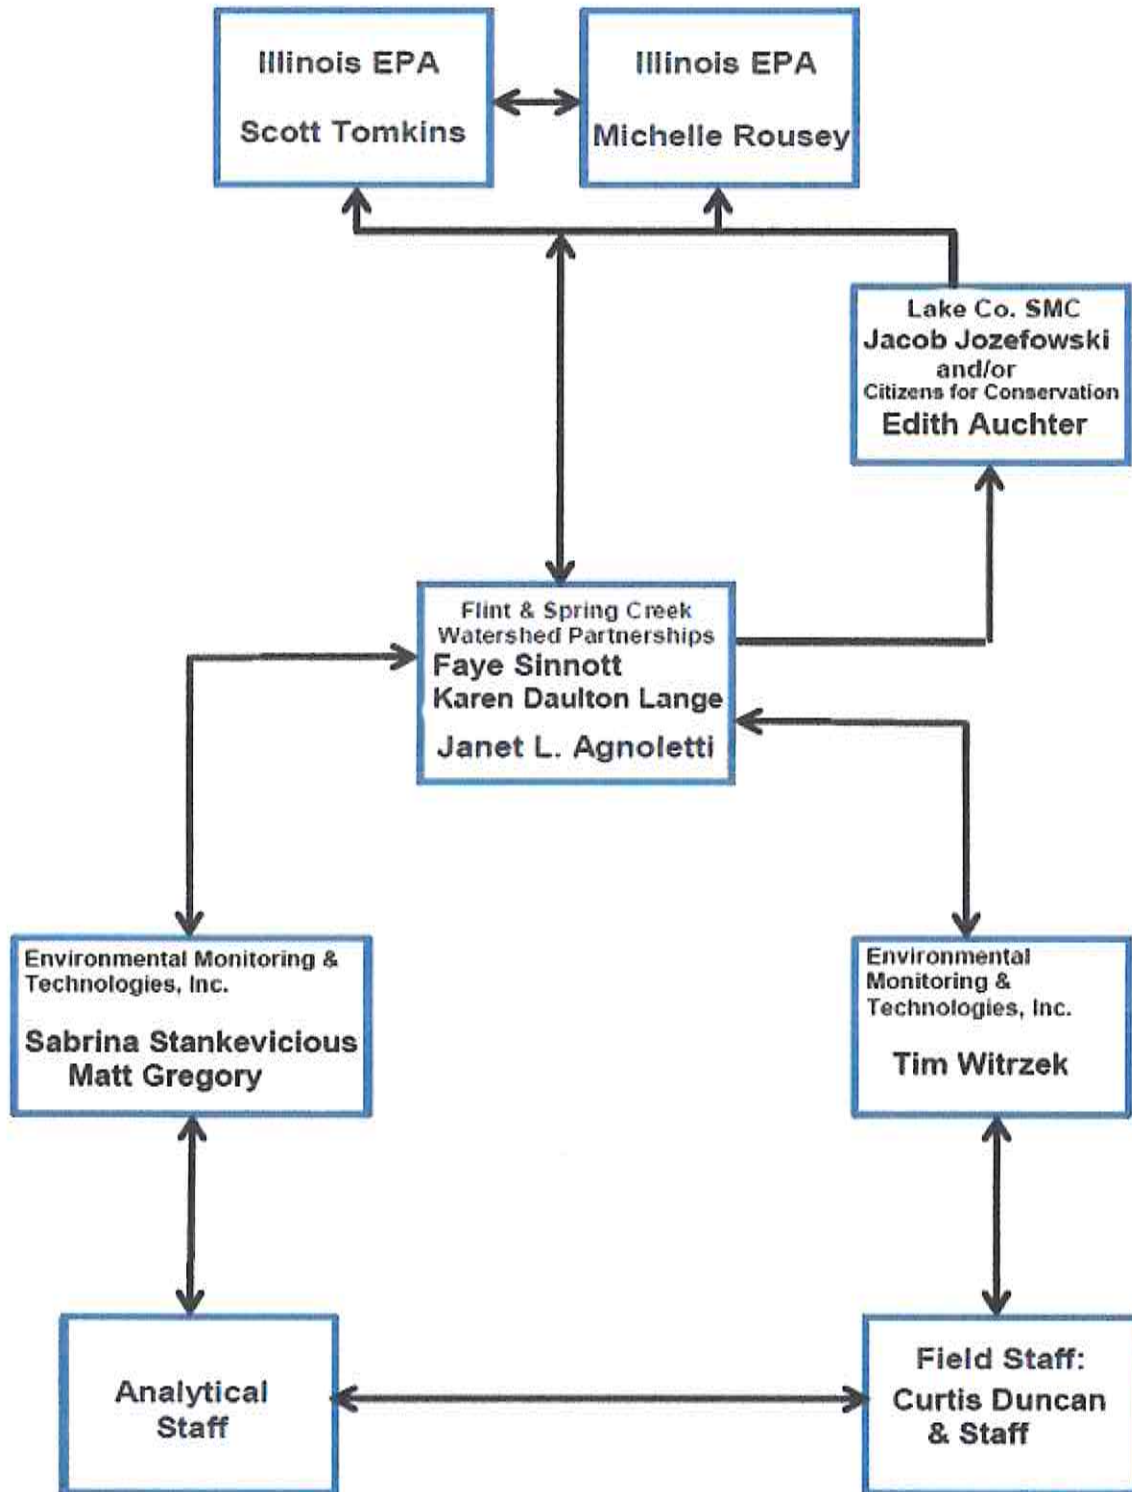 Illinois EPA
Scott Tomkins
Illinois EPA
Michelle Rousey
Lake Co. SMC
Jacob Jozefowski
and/or
Citizens for Conservation
Edith Auchter
Flint & Spring Creek
Watershed Partnerships
Faye Sinnott
Karen Daulton Lange
Janet L. Agnoletti
Environmental Monitoring &
Technologies, Inc.
Sabrina Stankevicious
Matt Gregory
Environmental
Monitoring &
Technologies, Inc.
Tim Witrzek
Analytical
Staff
Field Staff:
Curtis Duncan
& Staff